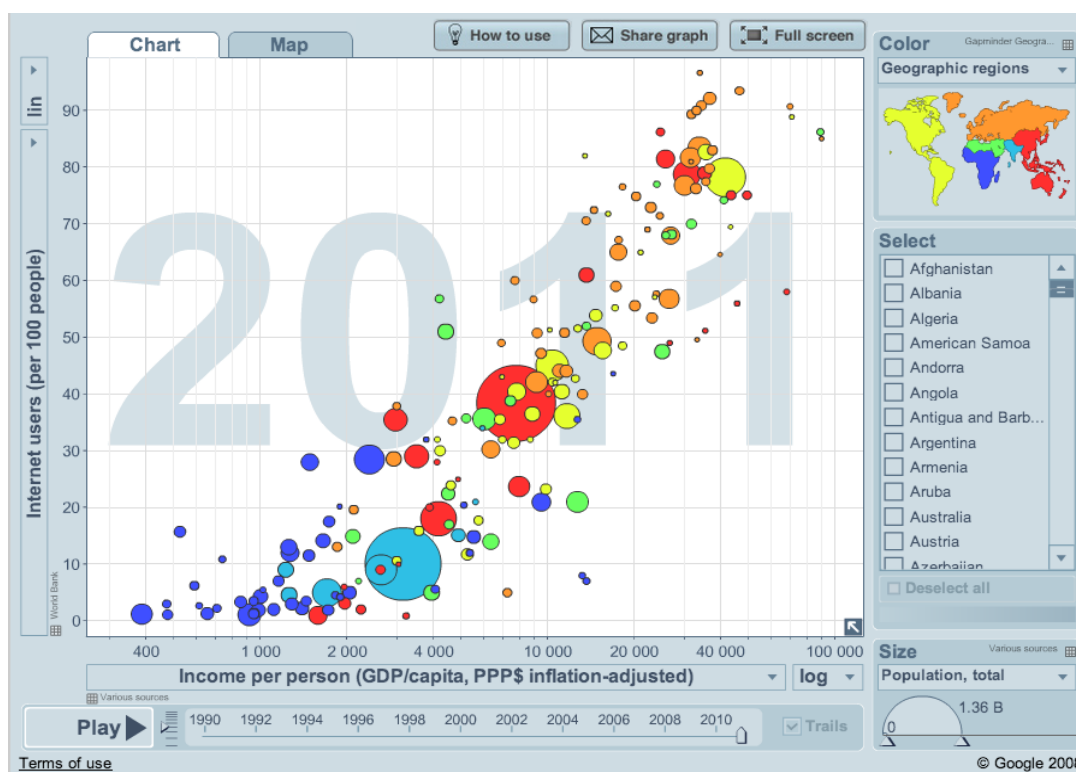 Chart
Map
How to use
Share graph
Full screen
Color
Gapminder Geogra...
Geographic regions
lin
Internet users (per 100 people)
World Bank
90
80
70
60
50
40
30
20
10
0
2011
400
1 000
2 000
4 000
10 000
20 000
40 000
100 000
Income per person (GDP/capita, PPP$ inflation-adjusted)
log
Various sources
Select
Afghanistan
Albania
Algeria
American Samoa
Andorra
Angola
Antigua and Barb...
Argentina
Armenia
Aruba
Australia
Austria
Azerbaijan
Deselect all
Size
Various sources
Population, total
1.36 B
0
Play
1990
1992
1994
1996
1998
2000
2002
2004
2006
2008
2010
Trails
Terms of use
© Google 2008